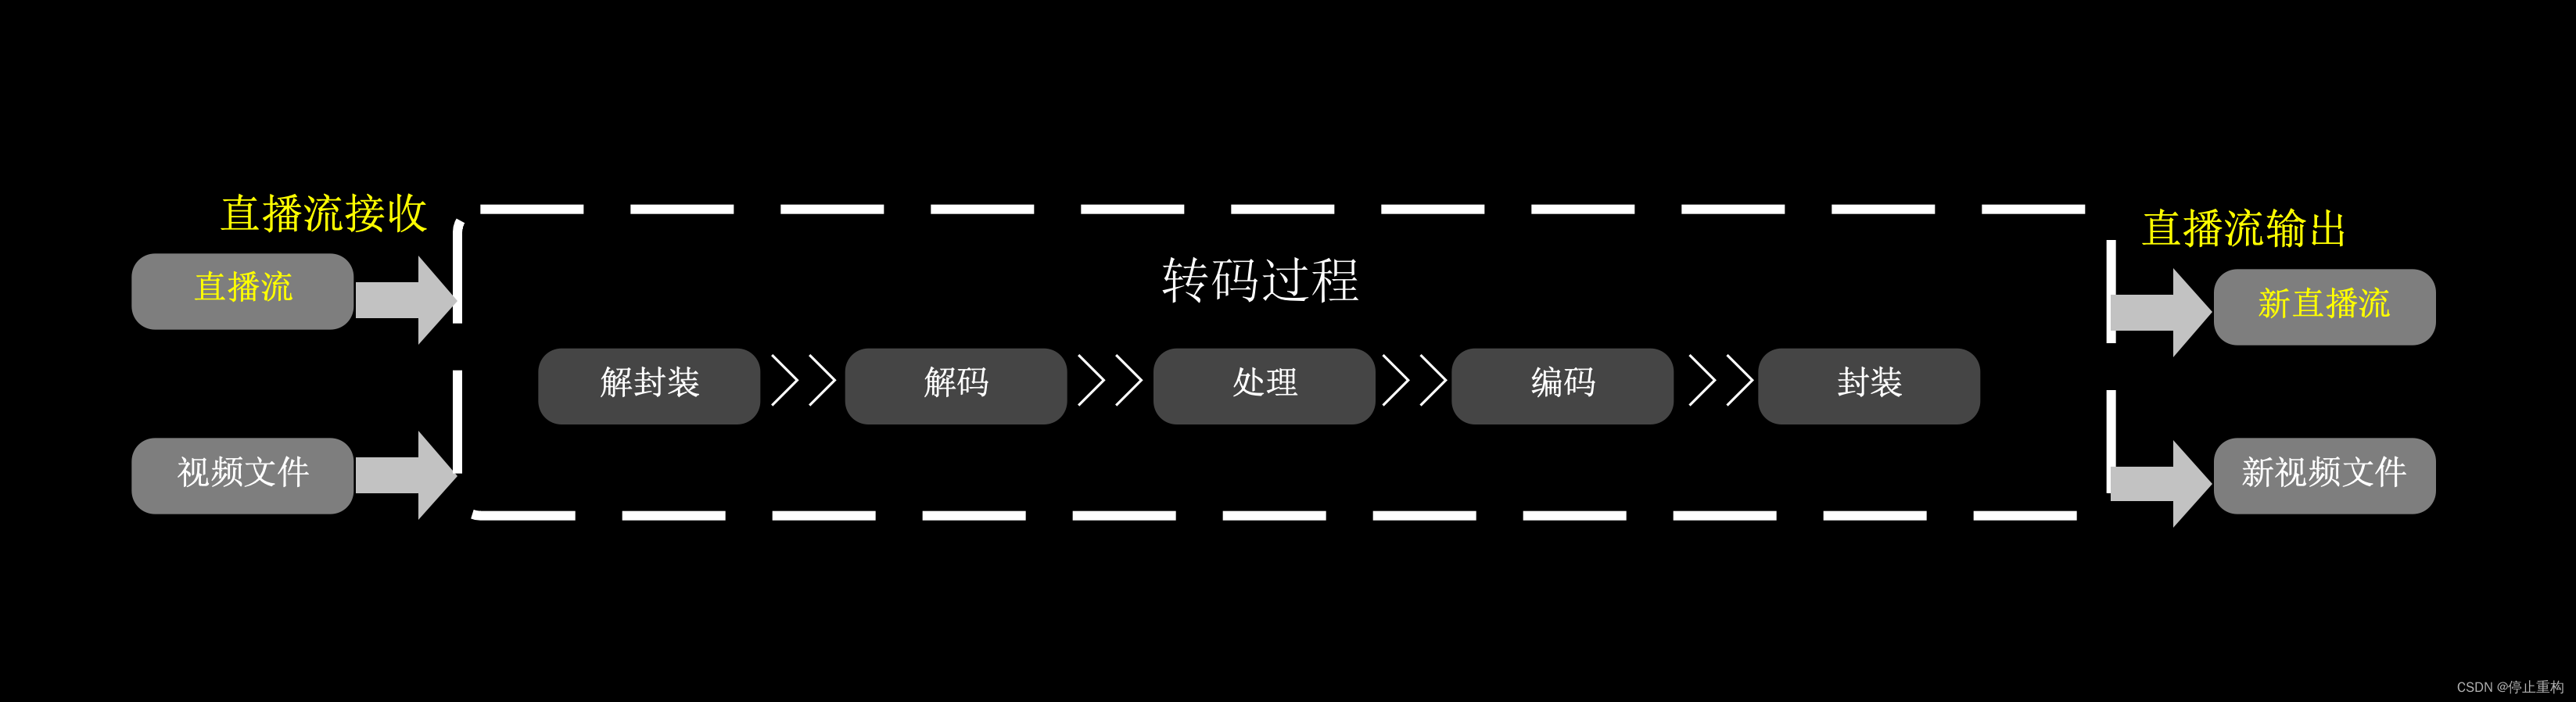 直播流接收
直播流
视频文件
转码过程
解封装
解码
处理
编码
封装
直播流输出
新直播流
新视频文件
CSDN @停止重构